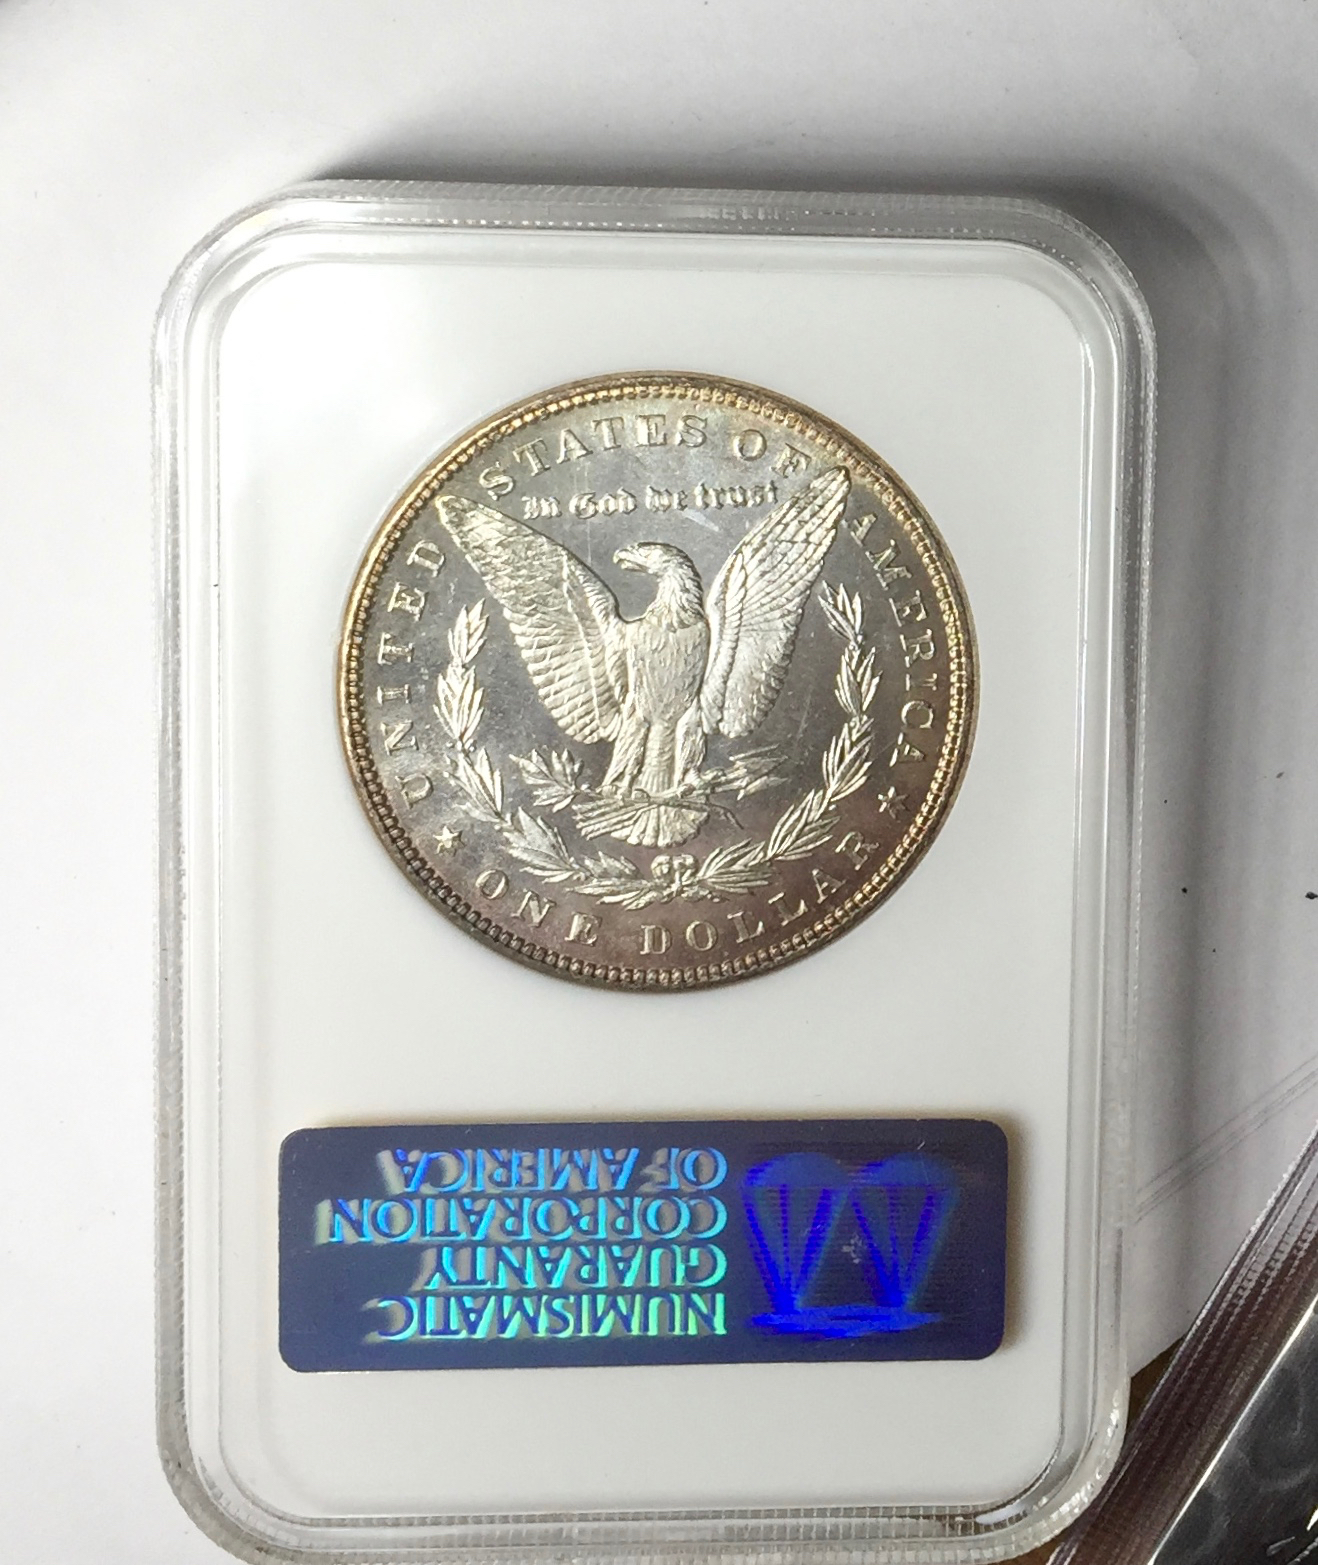 UNITED STATES OF AMERICA
In God we trust
ONE DOLLAR
NUMISMATIC
GUARANTY
CORPORATION
OF AMERICA